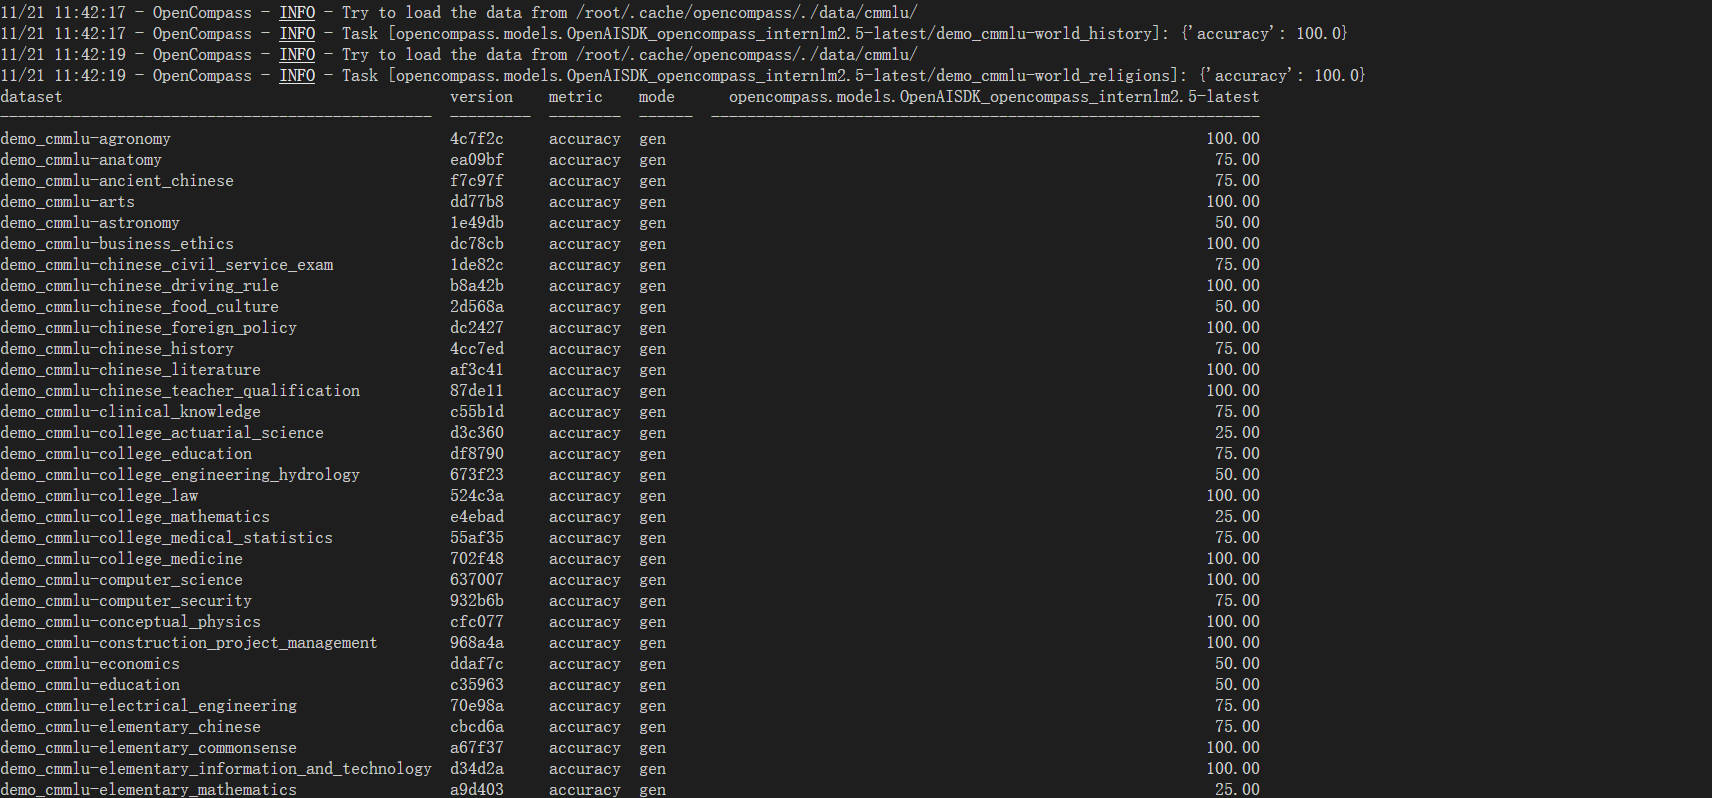 11/21 11:42:17 - OpenCompass - INFO - Try to load the data from /root/.cache/opencompass/./data/cmmlu/
11/21 11:42:17 - OpenCompass - INFO - Task [opencompass.models.OpenAISDK_opencompass_internlm2.5-latest/demo_cmmlu-world_history]: {'accuracy': 100.0}
11/21 11:42:19 - OpenCompass - INFO - Try to load the data from /root/.cache/opencompass/./data/cmmlu/
11/21 11:42:19 - OpenCompass - INFO - Task [opencompass.models.OpenAISDK_opencompass_internlm2.5-latest/demo_cmmlu-world_religions]: {'accuracy': 100.0}
dataset version metric mode opencompass.models.OpenAISDK_opencompass_internlm2.5-latest
------------------------------------------------ --------- -------- ------ -------------------------------------------------------------
demo_cmmlu-agronomy 4c7f2c accuracy gen 100.00
demo_cmmlu-anatomy ea09bf accuracy gen 75.00
demo_cmmlu-ancient_chinese f7c97f accuracy gen 75.00
demo_cmmlu-arts dd77b8 accuracy gen 100.00
demo_cmmlu-astronomy 1e49db accuracy gen 50.00
demo_cmmlu-business_ethics dc78cb accuracy gen 100.00
demo_cmmlu-chinese_civil_service_exam 1de82c accuracy gen 75.00
demo_cmmlu-chinese_driving_rule b8a42b accuracy gen 100.00
demo_cmmlu-chinese_food_culture 2d568a accuracy gen 50.00
demo_cmmlu-chinese_foreign_policy dc2427 accuracy gen 100.00
demo_cmmlu-chinese_history 4cc7ed accuracy gen 75.00
demo_cmmlu-chinese_literature af3c41 accuracy gen 100.00
demo_cmmlu-chinese_teacher_qualification 87de11 accuracy gen 100.00
demo_cmmlu-clinical_knowledge c55b1d accuracy gen 75.00
demo_cmmlu-college_actuarial_science d3c360 accuracy gen 25.00
demo_cmmlu-college_education df8790 accuracy gen 75.00
demo_cmmlu-college_engineering_hydrology 673f23 accuracy gen 50.00
demo_cmmlu-college_law 524c3a accuracy gen 100.00
demo_cmmlu-college_mathematics e4ebad accuracy gen 25.00
demo_cmmlu-college_medical_statistics 55af35 accuracy gen 75.00
demo_cmmlu-college_medicine 702f48 accuracy gen 100.00
demo_cmmlu-computer_science 637007 accuracy gen 100.00
demo_cmmlu-computer_security 932b6b accuracy gen 75.00
demo_cmmlu-conceptual_physics cfc077 accuracy gen 100.00
demo_cmmlu-construction_project_management 968a4a accuracy gen 100.00
demo_cmmlu-economics ddaf7c accuracy gen 50.00
demo_cmmlu-education c35963 accuracy gen 50.00
demo_cmmlu-electrical_engineering 70e98a accuracy gen 75.00
demo_cmmlu-elementary_chinese cbcd6a accuracy gen 75.00
demo_cmmlu-elementary_commonsense a67f37 accuracy gen 100.00
demo_cmmlu-elementary_information_and_technology d34d2a accuracy gen 100.00
demo_cmmlu-elementary_mathematics a9d403 accuracy gen 25.00